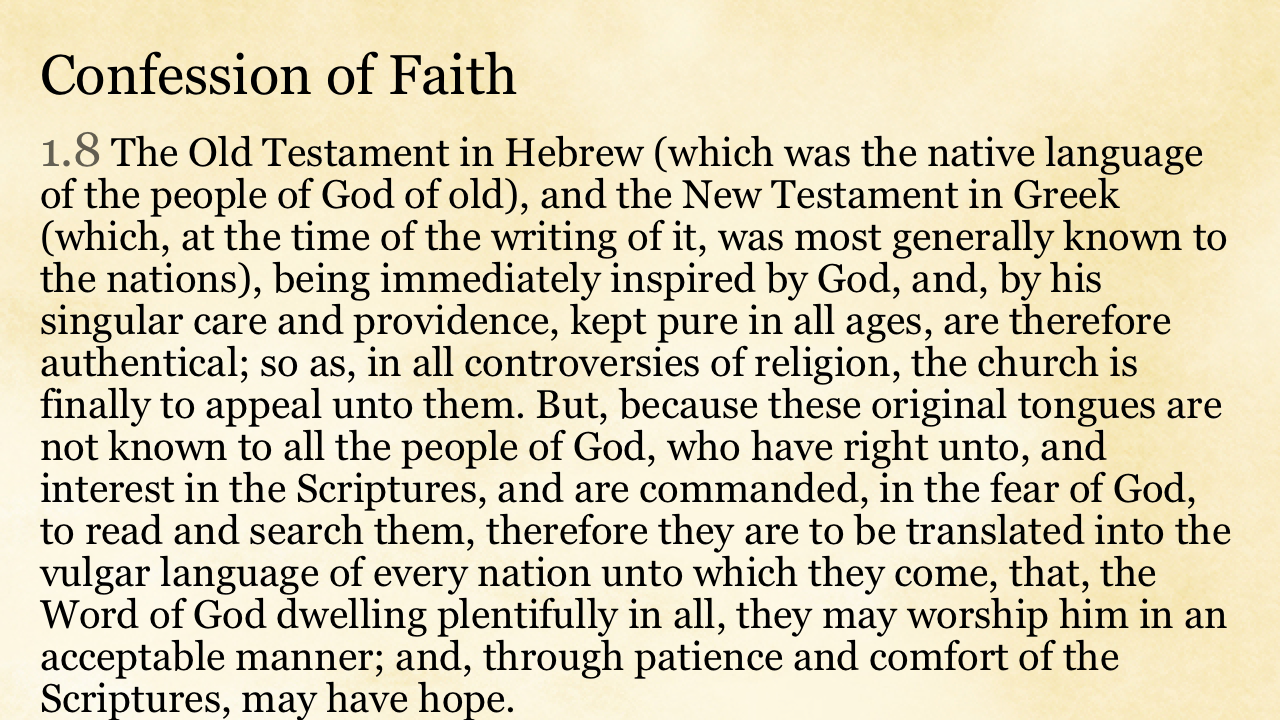 Confession of Faith
1.8 The Old Testament in Hebrew (which was the native language
of the people of God of old), and the New Testament in Greek
(which, at the time of the writing of it, was most generally known to
the nations), being immediately inspired by God, and, by his
singular care and providence, kept pure in all ages, are therefore
authentical; so as, in all controversies of religion, the church is
finally to appeal unto them. But, because these original tongues are
not known to all the people of God, who have right unto, and
interest in the Scriptures, and are commanded, in the fear of God,
to read and search them, therefore they are to be translated into the
vulgar language of every nation unto which they come, that, the
Word of God dwelling plentifully in all, they may worship him in an
acceptable manner; and, through patience and comfort of the
Scriptures, may have hope.